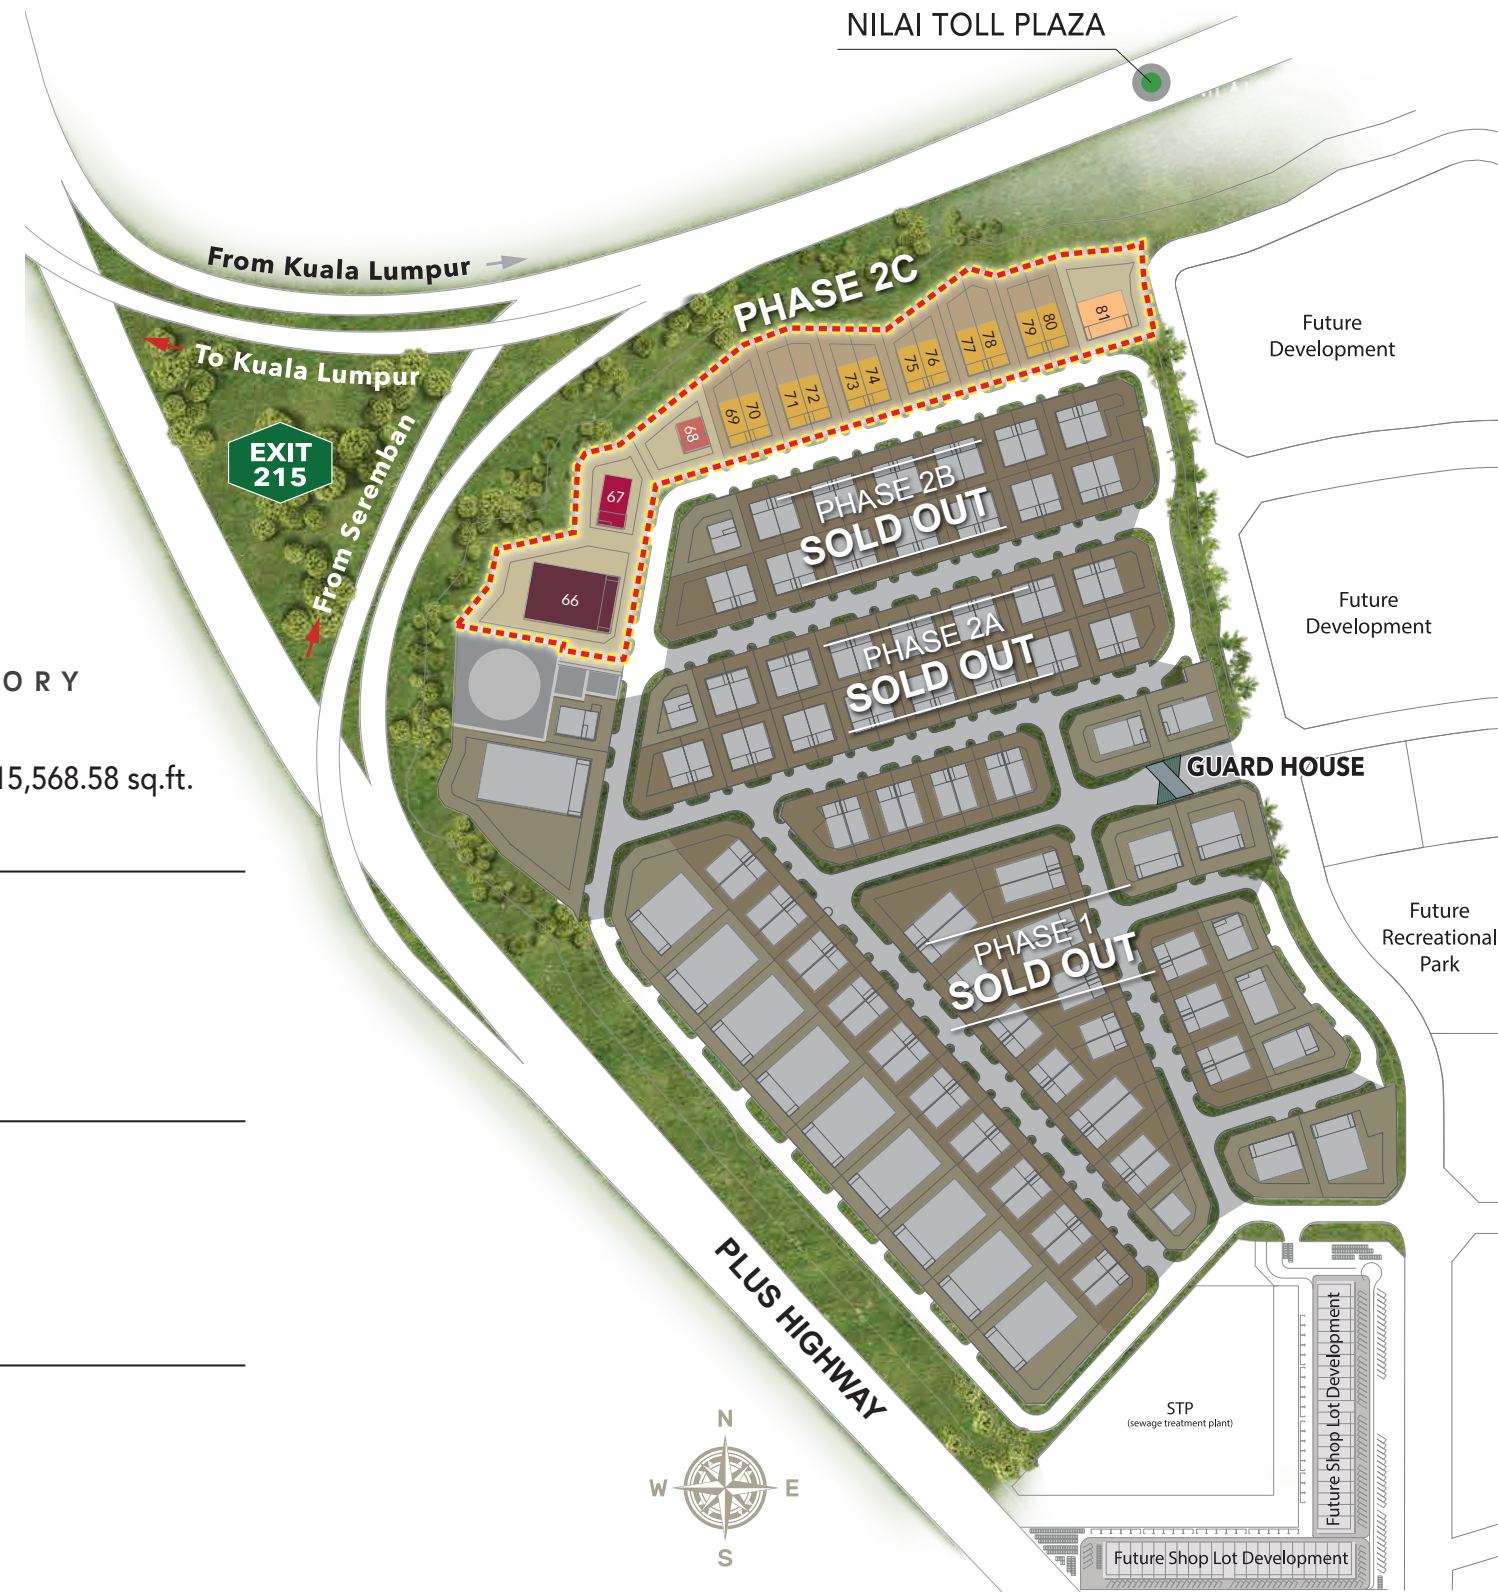 NILAI TOLL PLAZA
From Kuala Lumpur
PHASE 2C
To Kuala Lumpur
EXIT
215
From Seremban
81
80
79
78
77
76
75
74
73
72
71
70
69
68
67
66
Future
Development
PHASE 2B
SOLD OUT
Future
Development
PHASE 2A
SOLD OUT
ORY
15,568.58 sq.ft.
GUARD HOUSE
Future
Recreational
Park
PHASE 1
SOLD OUT
PLUS HIGHWAY
N
W
E
S
STP
(sewage treatment plant)
Future Shop Lot Development
Future Shop Lot Development